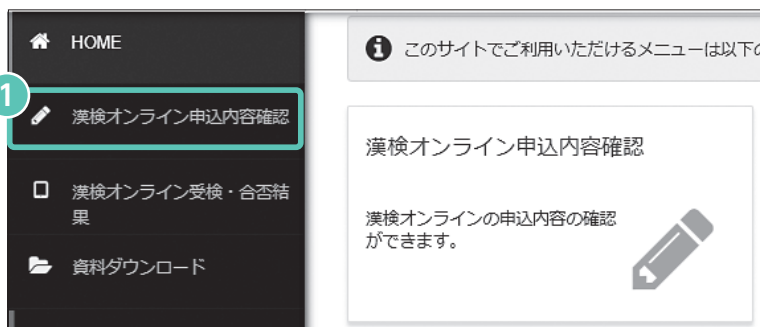 HOME
1
漢検オンライン申込内容確認
漢検オンライン受検・合否結
果
資料ダウンロード
このサイトでご利用いただけるメニューは以下の
漢検オンライン申込内容確認
漢検オンラインの申込内容の確認
ができます。